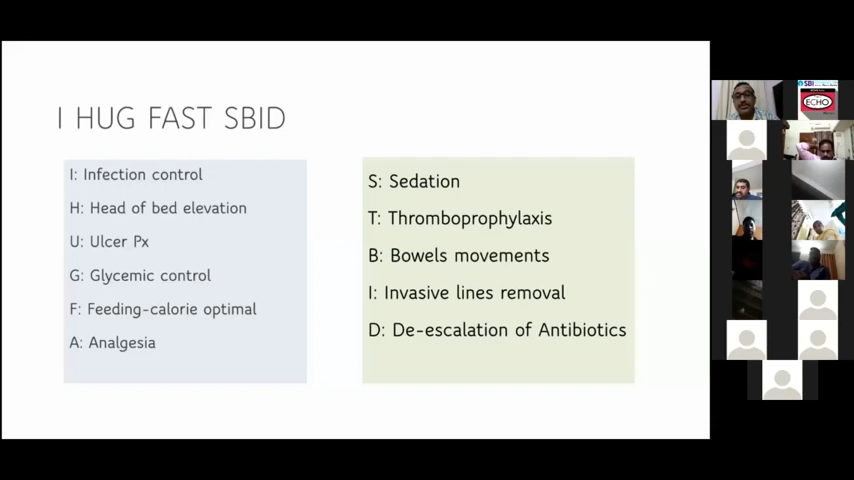 I HUG FAST SBID
I: Infection control
H: Head of bed elevation
U: Ulcer Px
G: Glycemic control
F: Feeding-calorie optimal
A: Analgesia
S: Sedation
T: Thromboprophylaxis
B: Bowels movements
I: Invasive lines removal
D: De-escalation of Antibiotics
SBI
ECHO